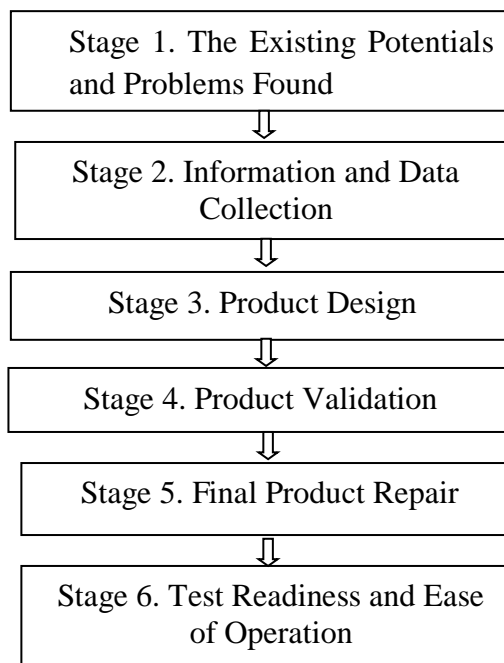 Stage 1. The Existing Potentials
and Problems Found
Stage 2. Information and Data
Collection
Stage 3. Product Design
Stage 4. Product Validation
Stage 5. Final Product Repair
Stage 6. Test Readiness and Ease
of Operation